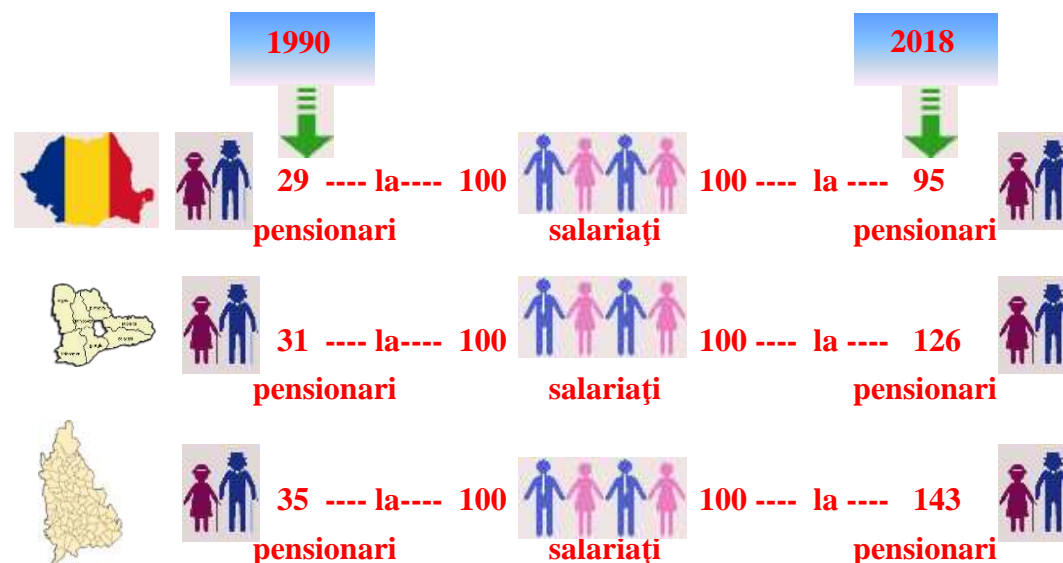 1990 2018
29 ---- la---- 100 100 ---- la ---- 95
pensionari salariaţi pensionari
31 ---- la---- 100 100 ---- la ---- 126
pensionari salariaţi pensionari
35 ---- la---- 100 100 ---- la ---- 143
pensionari salariaţi pensionari